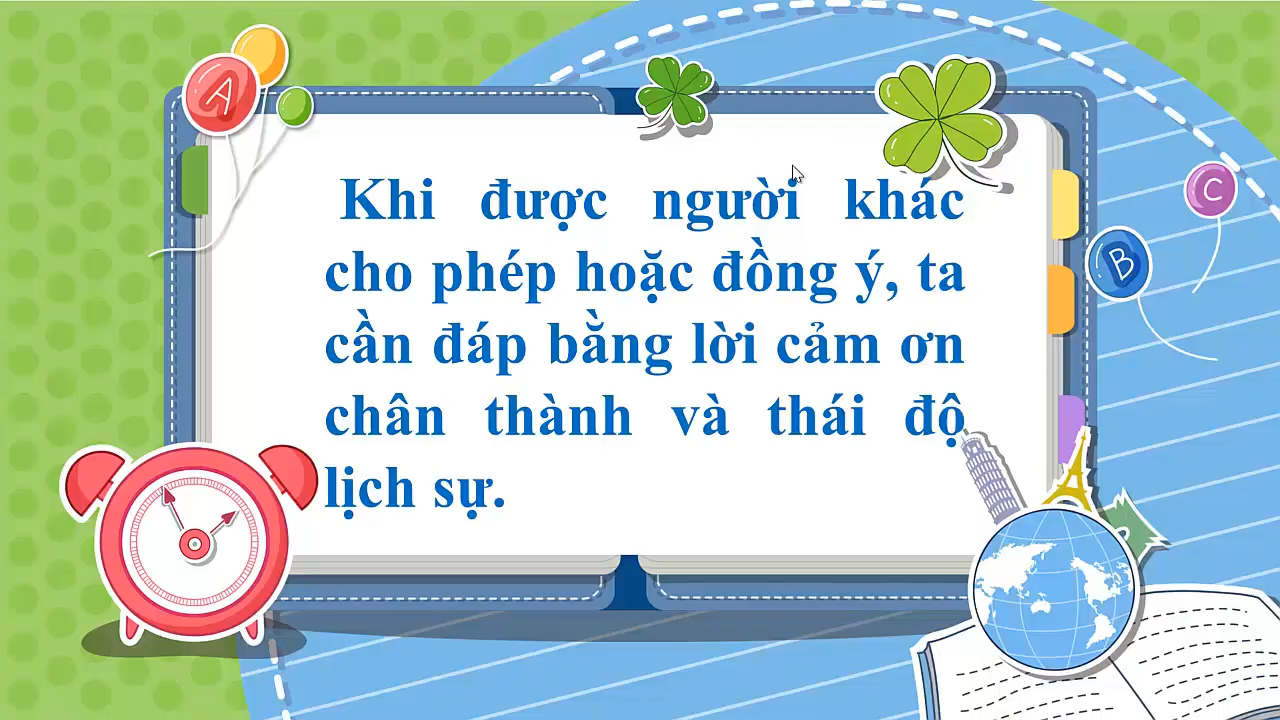 A
Khi được người khác
cho phép hoặc đồng ý, ta
cần đáp bằng lời cảm ơn
chân thành và thái độ
lịch sự.
C
B